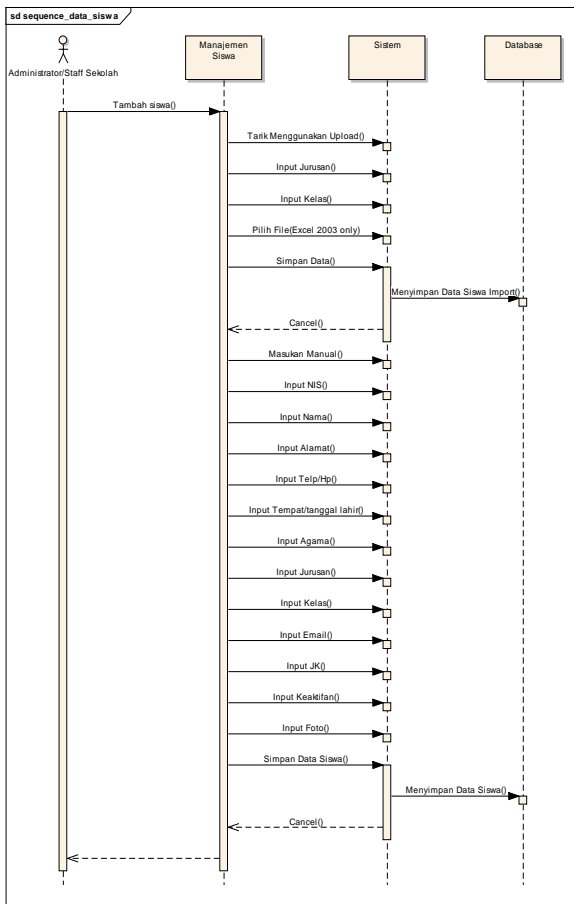 sd sequence_data_siswa
Administrator/Staff Sekolah
Manajemen
Siswa
Sistem
Database
Tambah siswa()
Tarik Menggunakan Upload()
Input Jurusan()
Input Kelas()
Pilih File(Excel 2003 only)
Simpan Data()
Menyimpan Data Siswa Import()
Cancel()
Masukan Manual()
Input NIS()
Input Nama()
Input Alamat()
Input Telp/Hp()
Input Tempat/tanggal lahir()
Input Agama()
Input Jurusan()
Input Kelas()
Input Email()
Input JK()
Input Keaktifan()
Input Foto()
Simpan Data Siswa()
Menyimpan Data Siswa()
Cancel()